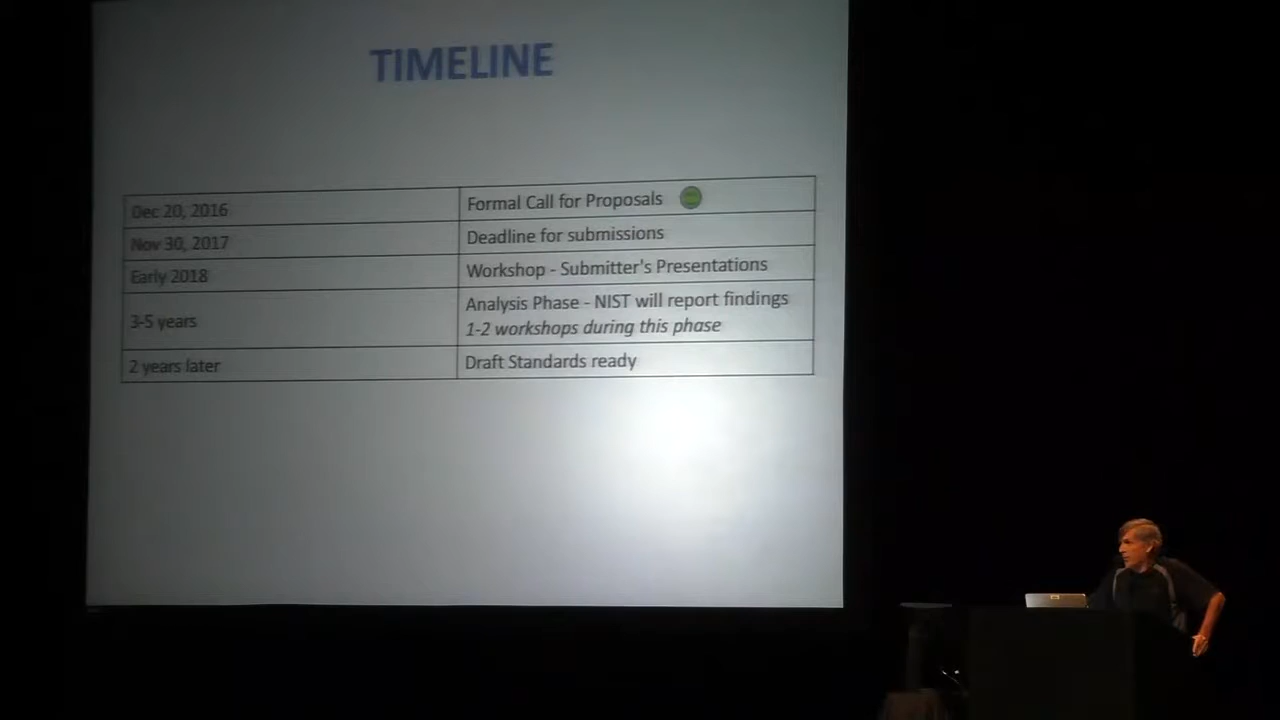 TIMELINE
Dec 20, 2016 Formal Call for Proposals
Nov 30, 2017 Deadline for submissions
Early 2018 Workshop - Submitter's Presentations
3-5 years Analysis Phase - NIST will report findings
1-2 workshops during this phase
2 years later Draft Standards ready